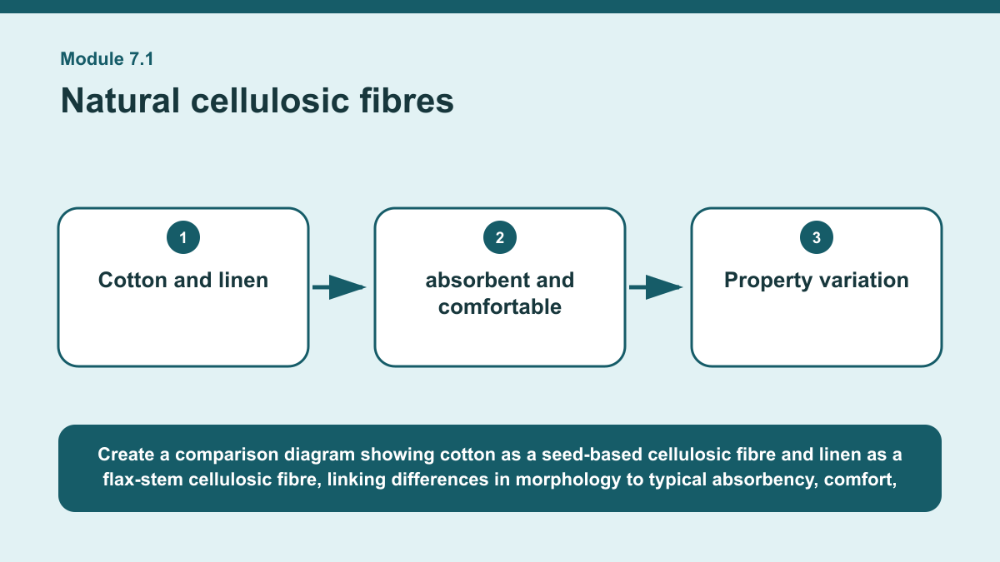 Module 7.1
Natural cellulosic fibres
1
Cotton and linen
2
absorbent and
comfortable
3
Property variation
Create a comparison diagram showing cotton as a seed-based cellulosic fibre and linen as a
flax-stem cellulosic fibre, linking differences in morphology to typical absorbency, comfort,